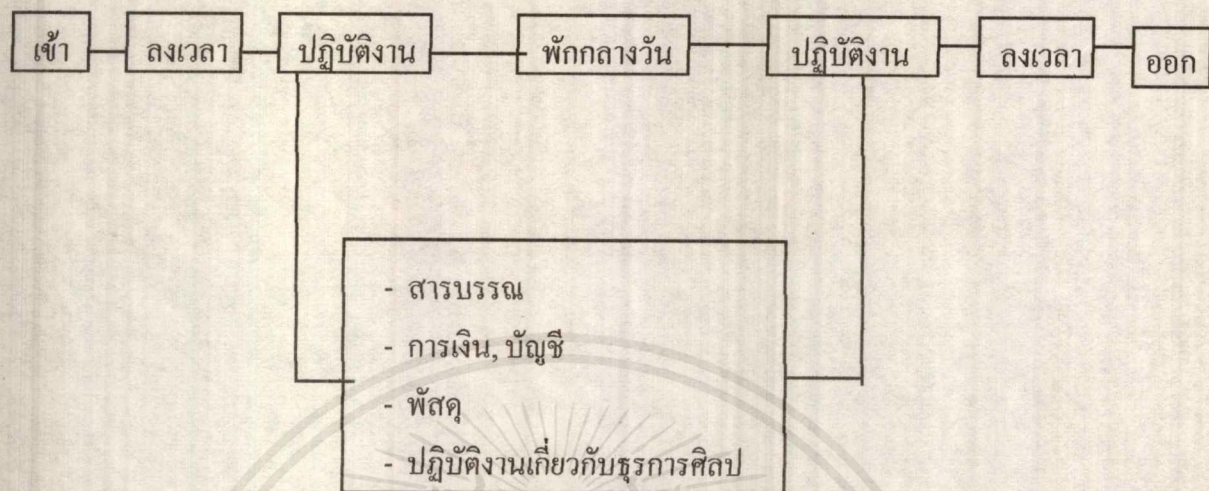 เข้า ลงเวลา ปฏิบัติงาน พักกลางวัน ปฏิบัติงาน ลงเวลา ออก
- สารบรรณ
- การเงิน, บัญชี
- พัสดุ
- ปฏิบัติงานเกี่ยวกับธุรการศิลป